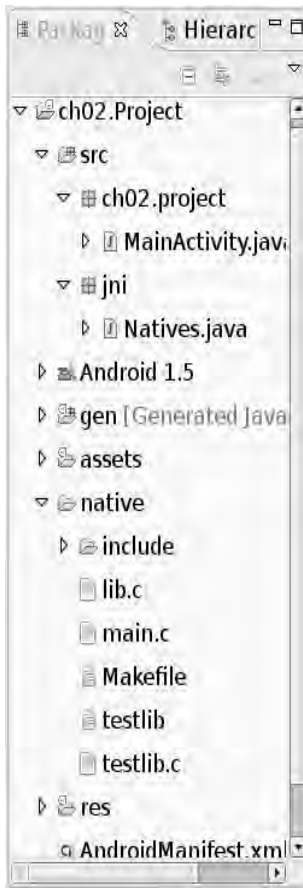 Packag Hierarc
ch02.Project
src
ch02.project
MainActivity.java
jni
Natives.java
Android 1.5
gen [Generated Java
assets
native
include
lib.c
main.c
Makefile
testlib
testlib.c
res
AndroidManifest.xml